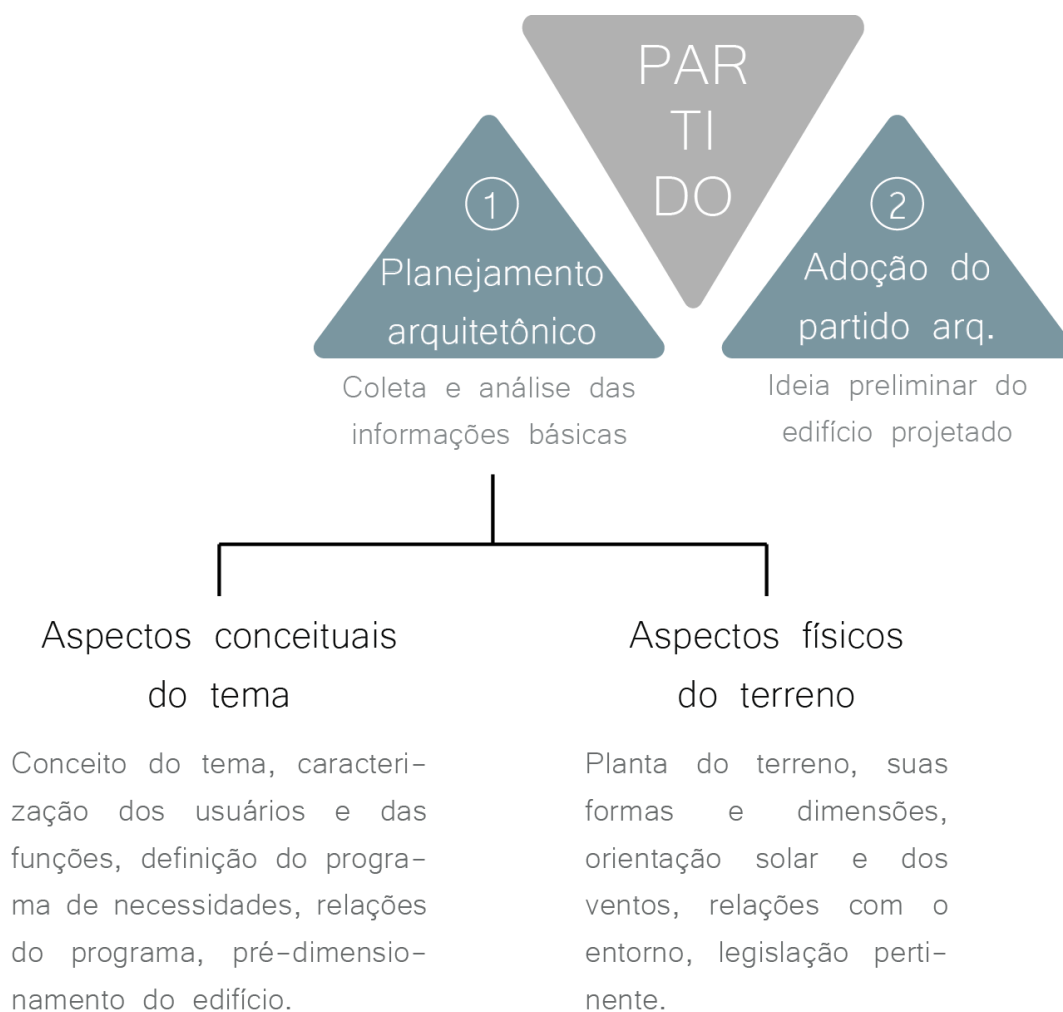 PAR
TI
DO
1
Planejamento
arquitetônico
Coleta e análise das
informações básicas
2
Adoção do
partido arq.
Ideia preliminar do
edifício projetado
Aspectos conceituais
do tema
Conceito do tema, caracteri-
zação dos usuários e das
funções, definição do progra-
ma de necessidades, relações
do programa, pré-dimensio-
namento do edifício.
Aspectos físicos
do terreno
Planta do terreno, suas
formas e dimensões,
orientação solar e dos
ventos, relações com o
entorno, legislação perti-
nente.